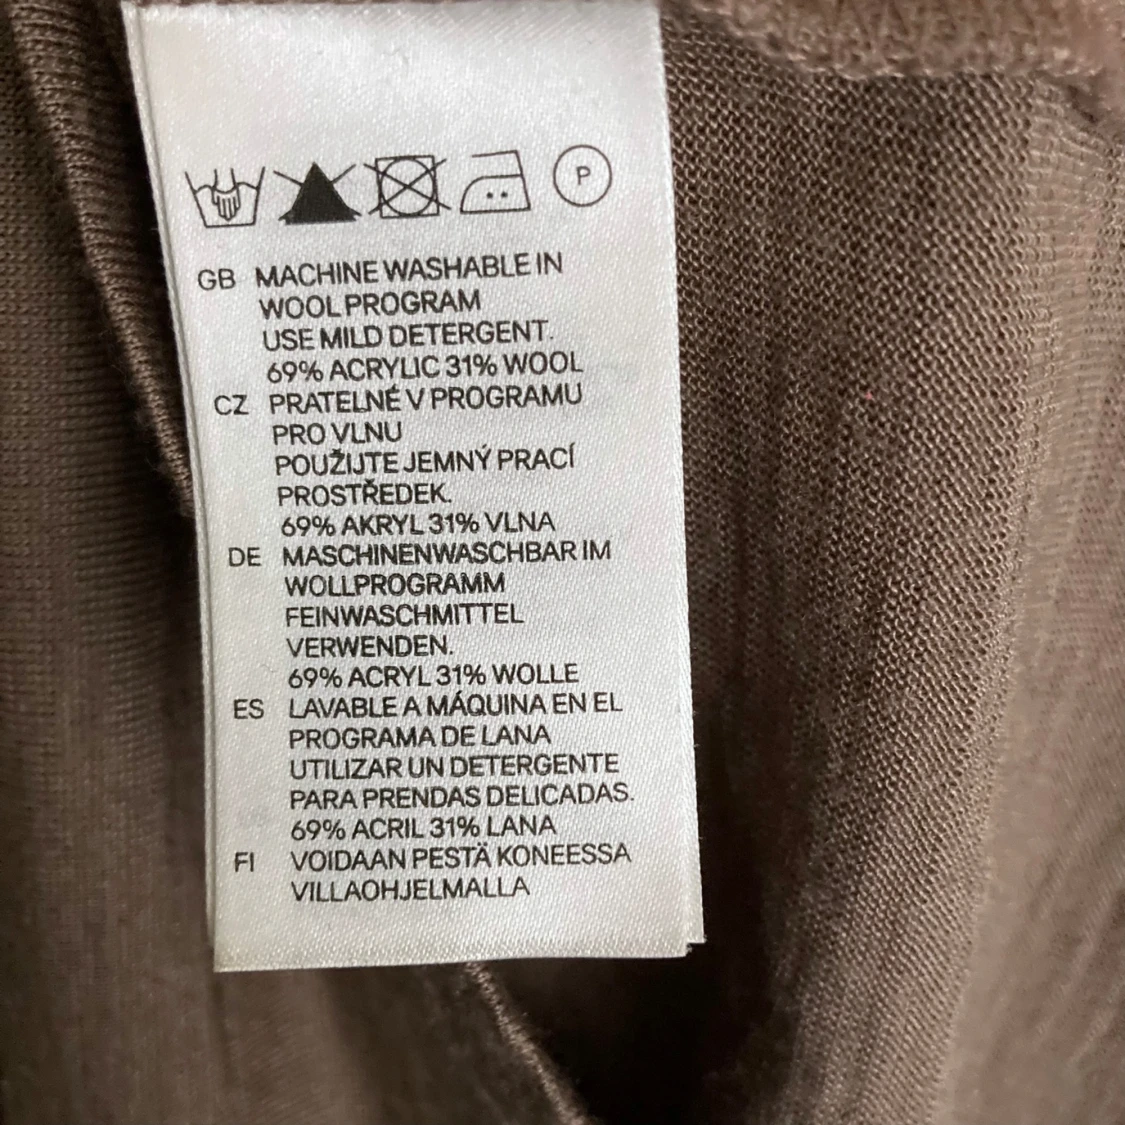 P
GB MACHINE WASHABLE IN
WOOL PROGRAM
USE MILD DETERGENT.
69% ACRYLIC 31% WOOL
CZ PRATELNÉ V PROGRAMU
PRO VLNU
POUŽIJTE JEMNÝ PRACÍ
PROSTŘEDEK.
69% AKRYL 31% VLNA
DE MASCHINENWASCHBAR IM
WOLLPROGRAMM
FEINWASCHMITTEL
VERWENDEN.
69% ACRYL 31% WOLLE
ES LAVABLE A MÁQUINA EN EL
PROGRAMA DE LANA
UTILIZAR UN DETERGENTE
PARA PRENDAS DELICADAS.
69% ACRIL 31% LANA
FI VOIDAAN PESTÄ KONEESSA
VILLAOHJELMALLA